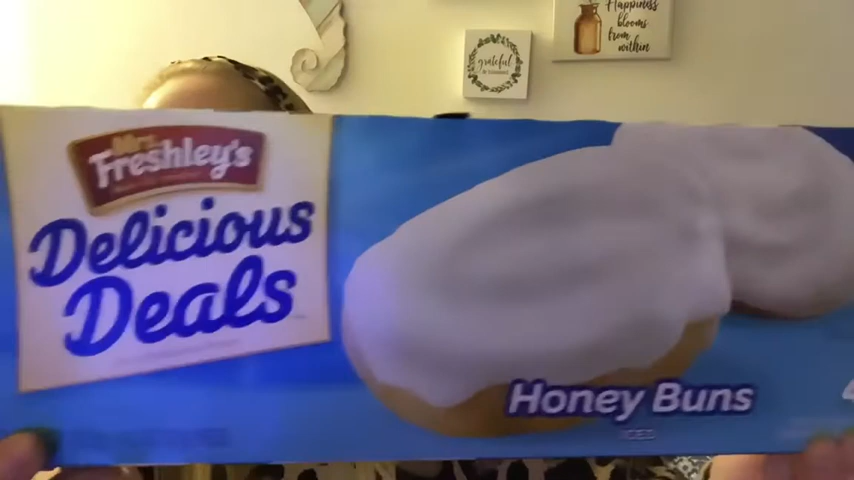 Happiness
blooms
from
within
grateful
Mrs.
Freshley's
Delicious
Deals
Honey Buns
ICED